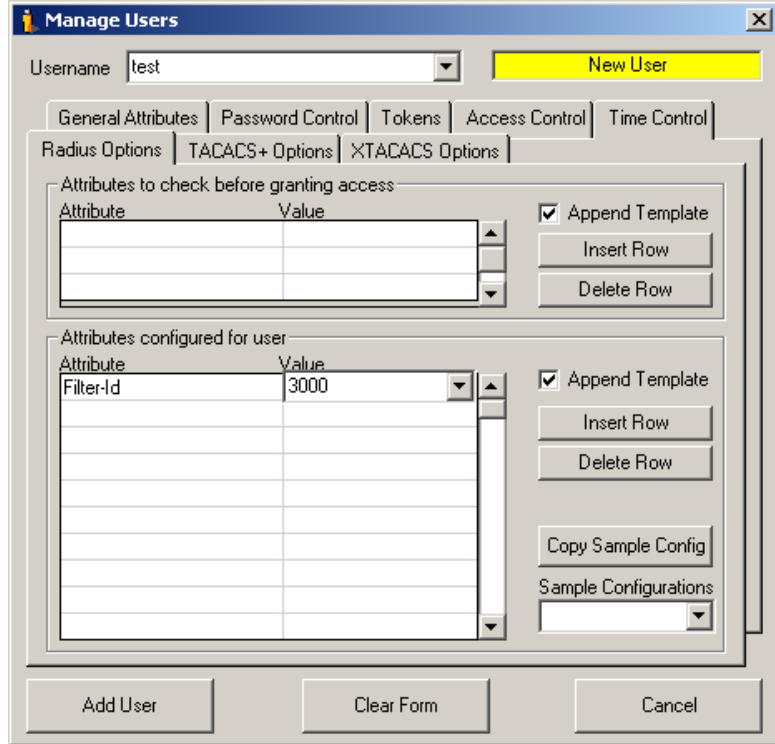 Manage Users
Username test New User
General Attributes Password Control Tokens Access Control Time Control
Radius Options TACACS+ Options XTACACS Options
Attributes to check before granting access
Attribute Value
Append Template
Insert Row
Delete Row
Attributes configured for user
Attribute Value
Filter-Id 3000
Append Template
Insert Row
Delete Row
Copy Sample Config
Sample Configurations
Add User Clear Form Cancel